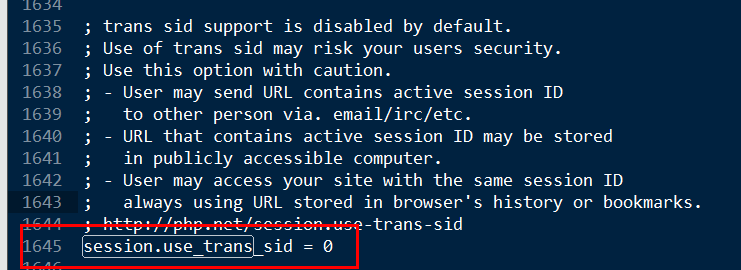 1634
1635 ; trans sid support is disabled by default.
1636 ; Use of trans sid may risk your users security.
1637 ; Use this option with caution.
1638 ; - User may send URL contains active session ID
1639 ;   to other person via. email/irc/etc.
1640 ; - URL that contains active session ID may be stored
1641 ;   in publicly accessible computer.
1642 ; - User may access your site with the same session ID
1643 ;   always using URL stored in browser's history or bookmarks.
1644 ; http://php.net/session.use-trans-sid
1645 session.use_trans_sid = 0
1646